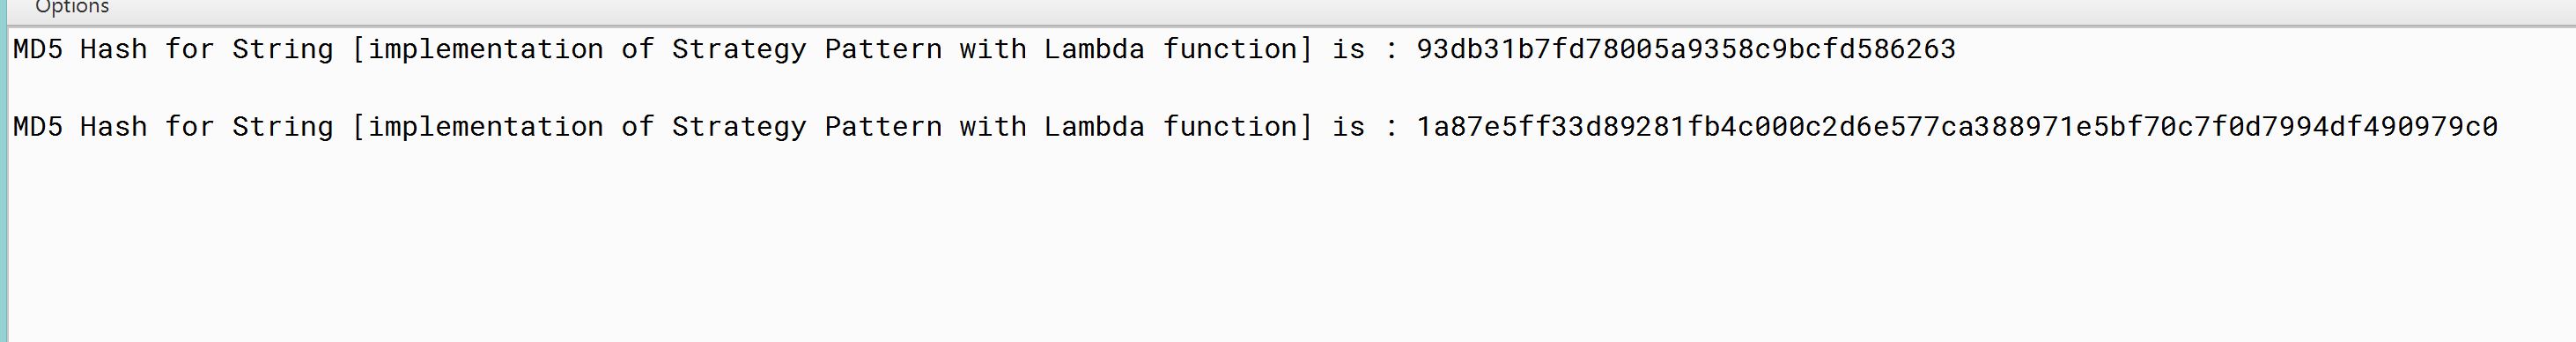 Options
MD5 Hash for String [implementation of Strategy Pattern with Lambda function] is : 93db31b7fd78005a9358c9bcfd586263
MD5 Hash for String [implementation of Strategy Pattern with Lambda function] is : 1a87e5ff33d89281fb4c000c2d6e577ca388971e5bf70c7f0d7994df490979c0